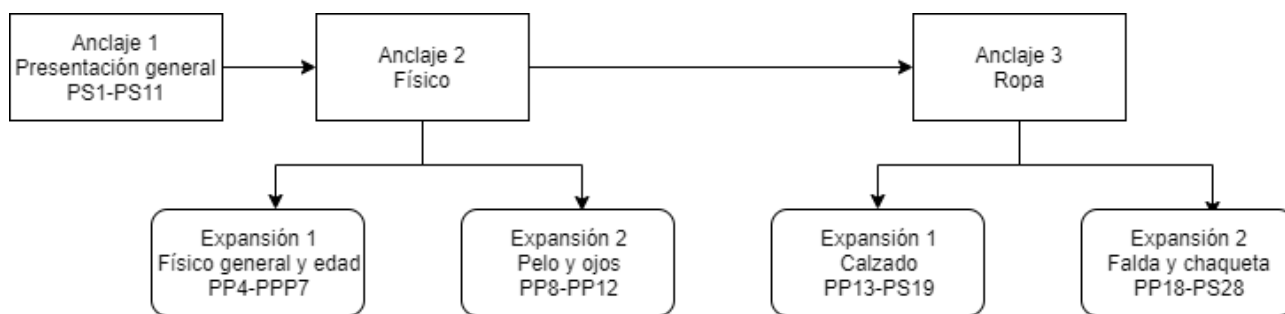 Anclaje 1
Presentación general
PS1-PS11
Anclaje 2
Físico
Anclaje 3
Ropa
Expansión 1
Físico general y edad
PP4-PPP7
Expansión 2
Pelo y ojos
PP8-PP12
Expansión 1
Calzado
PP13-PS19
Expansión 2
Falda y chaqueta
PP18-PS28